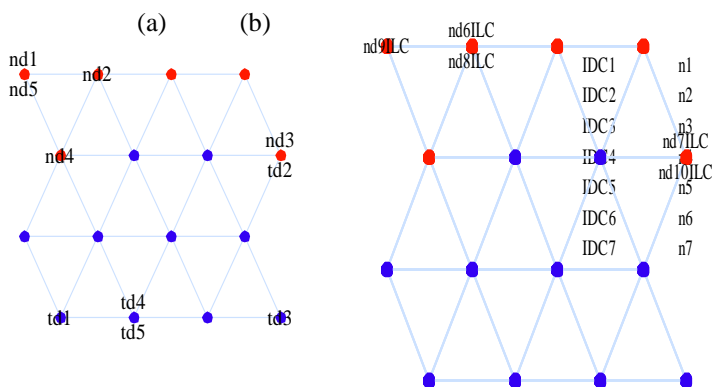 (a)
(b)
nd1
nd5
nd2
nd3
nd4
td2
td4
td1
td5
td3
nd6ILC
nd9ILC
nd8ILC
IDC1 n1
IDC2 n2
IDC3 n3
nd7ILC
IDC4
nd10ILC
IDC5 n5
IDC6 n6
IDC7 n7